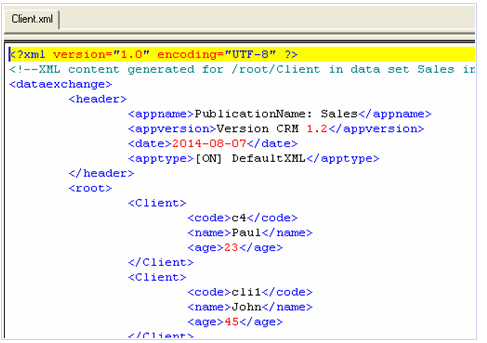 Client.xml
<?xml version="1.0" encoding="UTF-8" ?>
<!--XML content generated for /root/Client in data set Sales in
<dataexchange>
<header>
<appname>PublicationName: Sales</appname>
<appversion>Version CRM 1.2</appversion>
<date>2014-08-07</date>
<apptype>[ON] DefaultXML</apptype>
</header>
<root>
<Client>
<code>c4</code>
<name>Paul</name>
<age>23</age>
</Client>
<Client>
<code>cli1</code>
<name>John</name>
<age>45</age>
</Client>